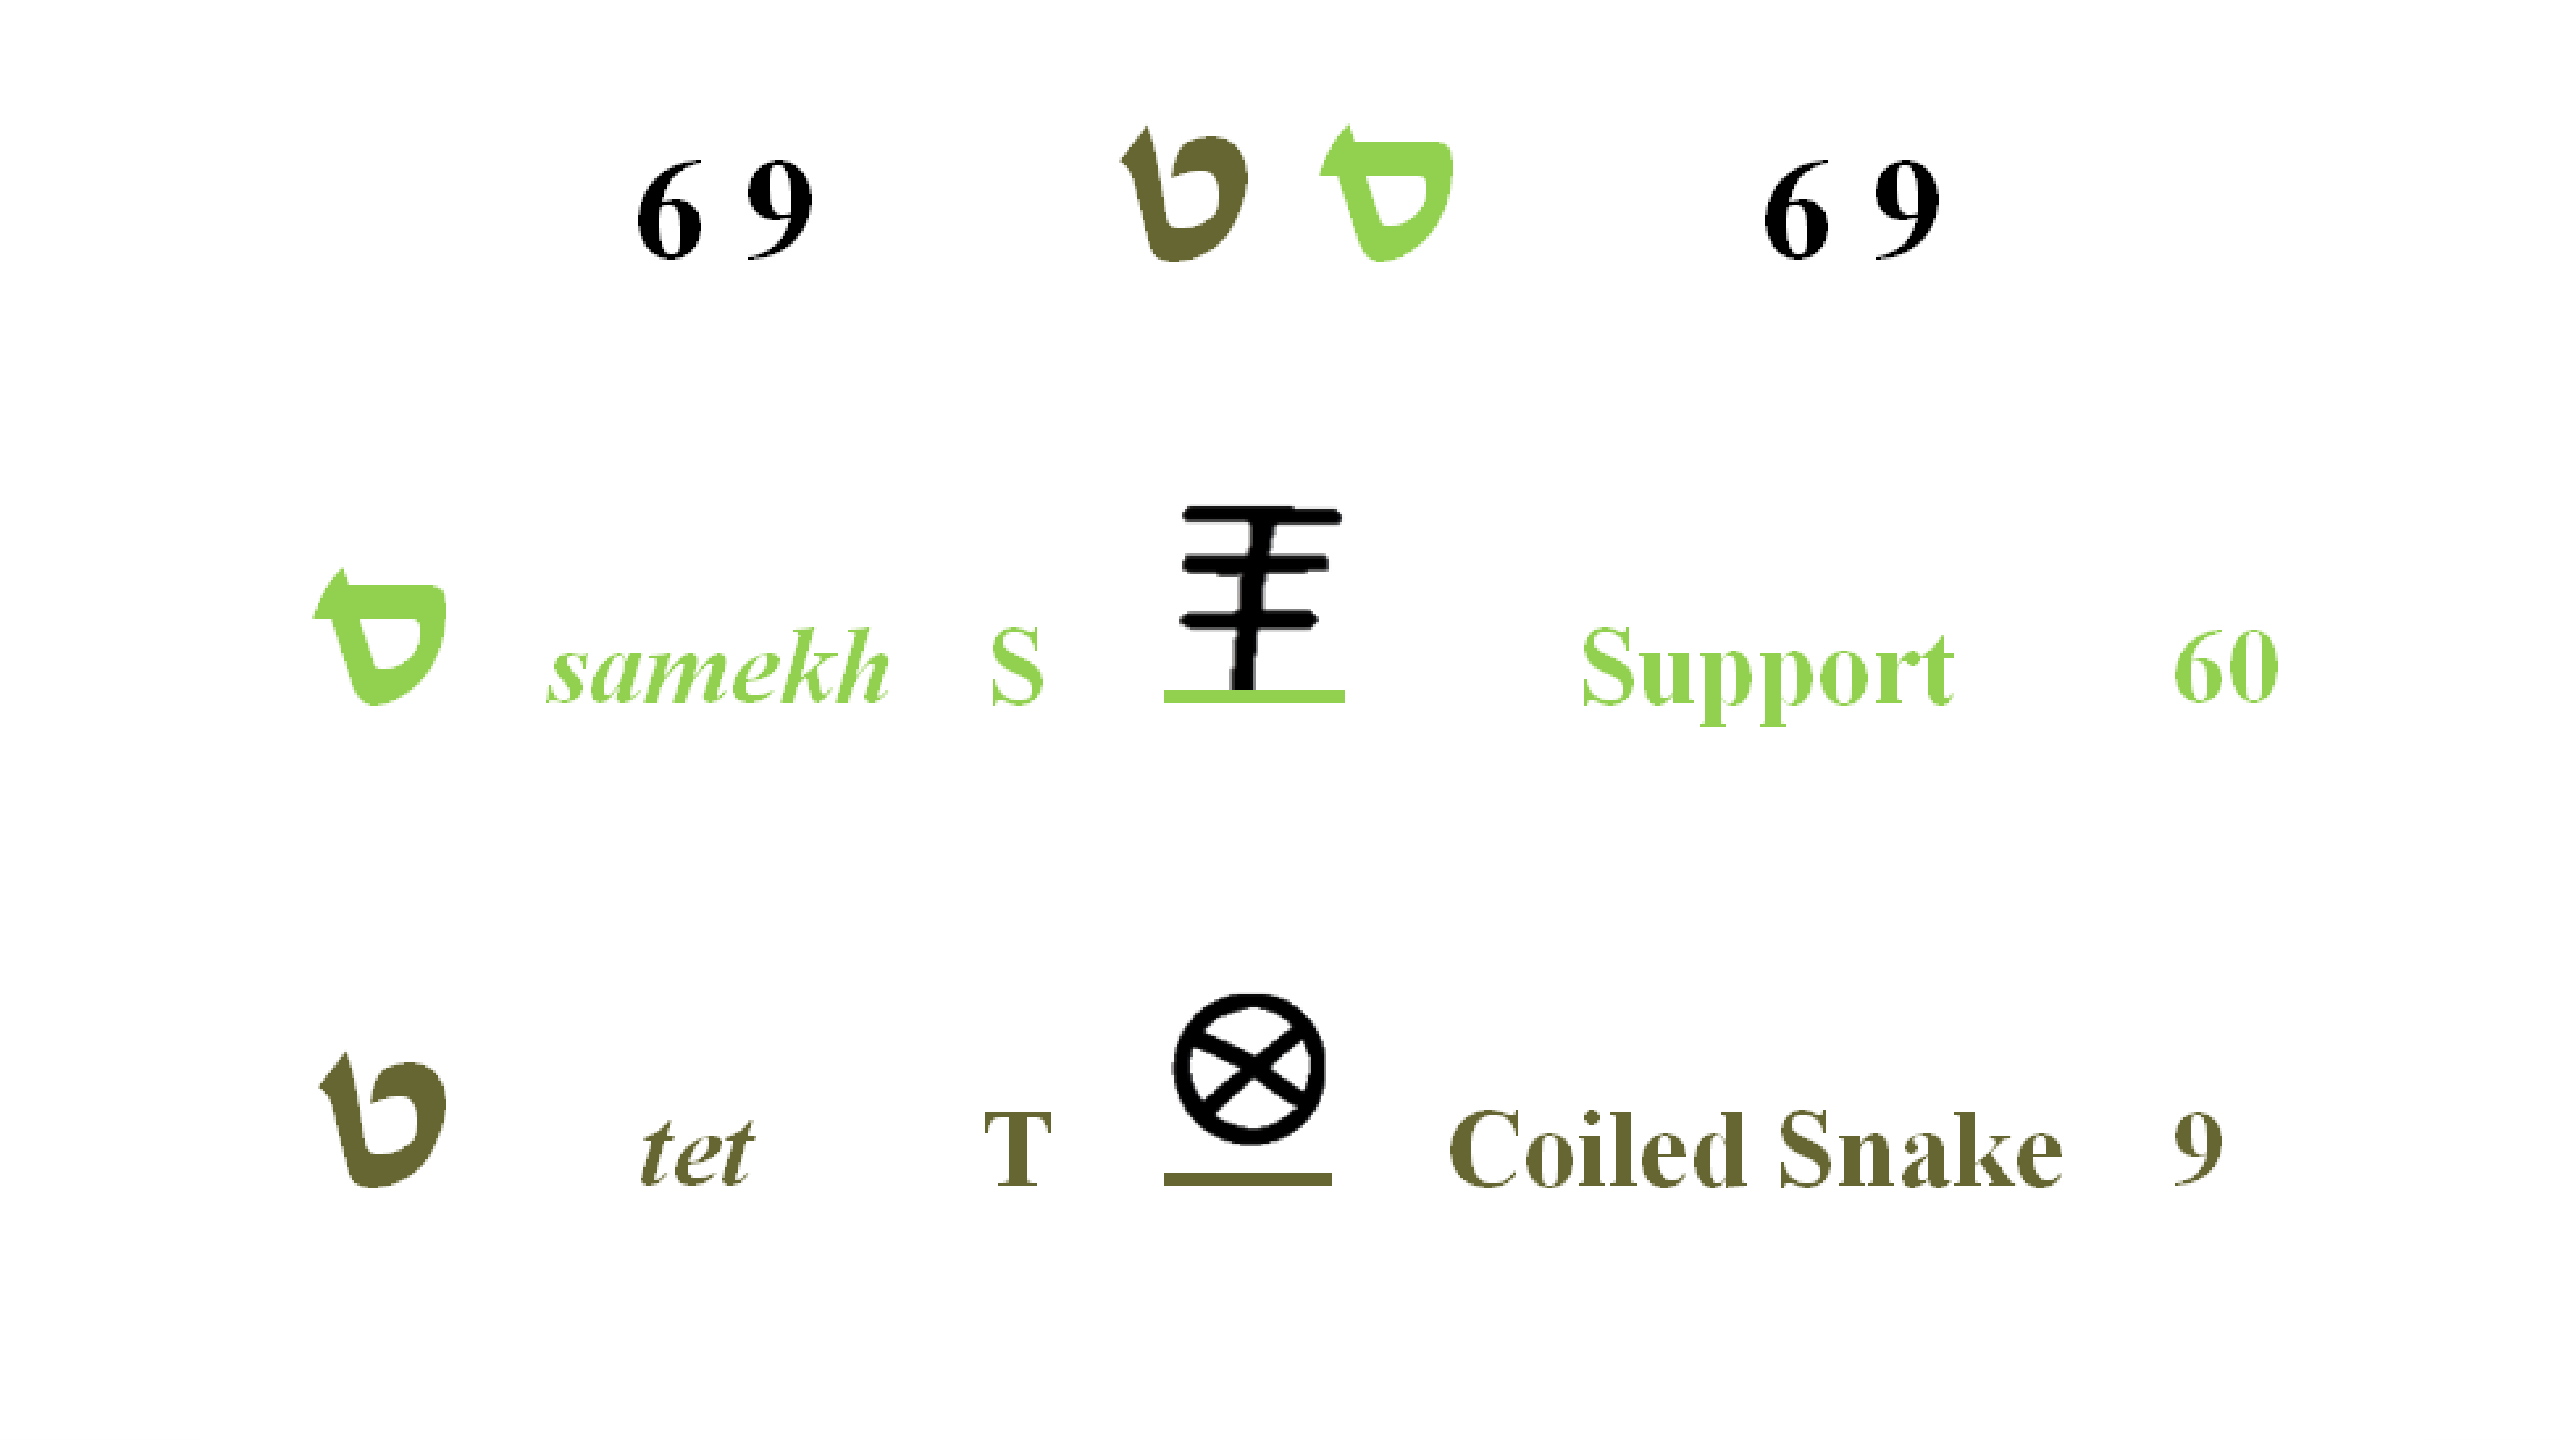 6 9 ס ט 6 9
ס samekh S 𐤎 Support 60
ט tet T 𐤈 Coiled Snake 9